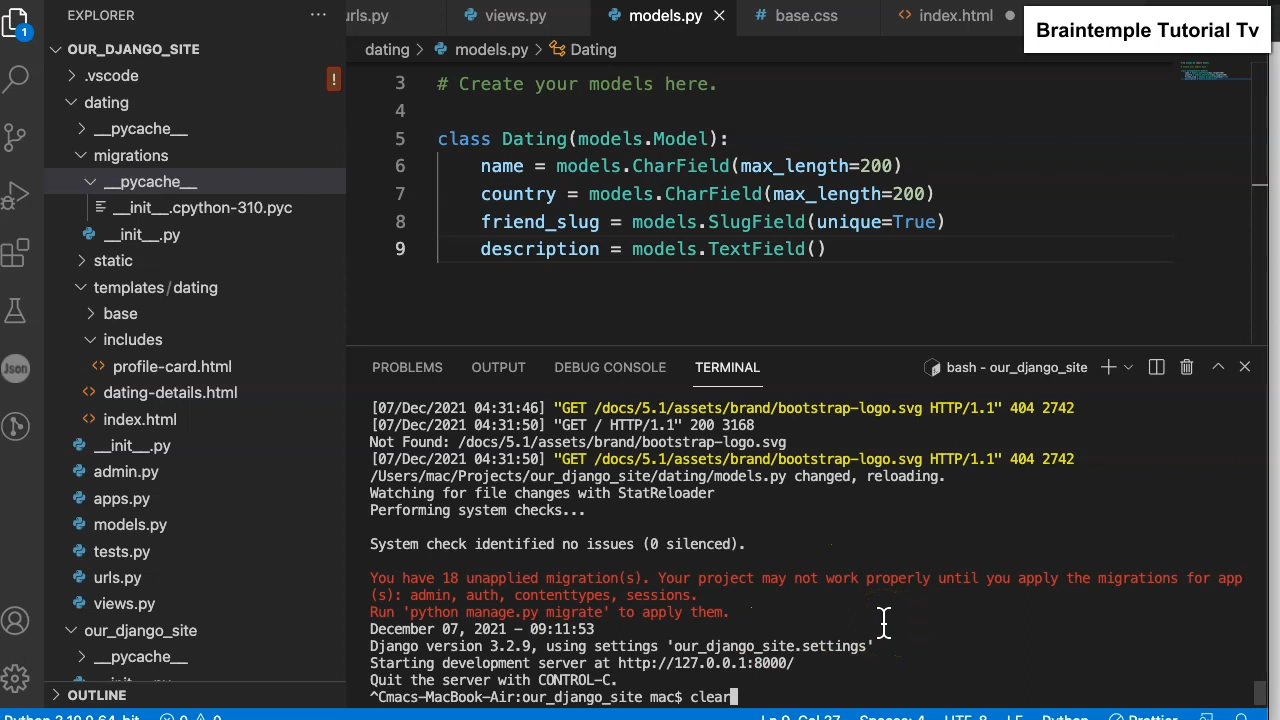 EXPLORER
urls.py
views.py
models.py
base.css
index.html
Braintemple Tutorial Tv
1
OUR_DJANGO_SITE
dating
models.py
Dating
.vscode
!
dating
__pycache__
migrations
__pycache__
__init__.cpython-310.pyc
__init__.py
static
templates/dating
base
includes
profile-card.html
dating-details.html
index.html
__init__.py
admin.py
apps.py
models.py
tests.py
urls.py
views.py
our_django_site
__pycache__
OUTLINE
Json
3 # Create your models here.
4
5 class Dating(models.Model):
6 name = models.CharField(max_length=200)
7 country = models.CharField(max_length=200)
8 friend_slug = models.SlugField(unique=True)
9 description = models.TextField()
PROBLEMS OUTPUT DEBUG CONSOLE TERMINAL
bash - our_django_site
[07/Dec/2021 04:31:46] "GET /docs/5.1/assets/brand/bootstrap-logo.svg HTTP/1.1" 404 2742
[07/Dec/2021 04:31:50] "GET / HTTP/1.1" 200 3168
Not Found: /docs/5.1/assets/brand/bootstrap-logo.svg
[07/Dec/2021 04:31:50] "GET /docs/5.1/assets/brand/bootstrap-logo.svg HTTP/1.1" 404 2742
/Users/mac/Projects/our_django_site/dating/models.py changed, reloading.
Watching for file changes with StatReloader
Performing system checks...
System check identified no issues (0 silenced).
You have 18 unapplied migration(s). Your project may not work properly until you apply the migrations for app
(s): admin, auth, contenttypes, sessions.
Run 'python manage.py migrate' to apply them.
December 07, 2021 - 09:11:53
Django version 3.2.9, using settings 'our_django_site.settings'
Starting development server at http://127.0.0.1:8000/
Quit the server with CONTROL-C.
^Cmacs-MacBook-Air:our_django_site mac$ clear